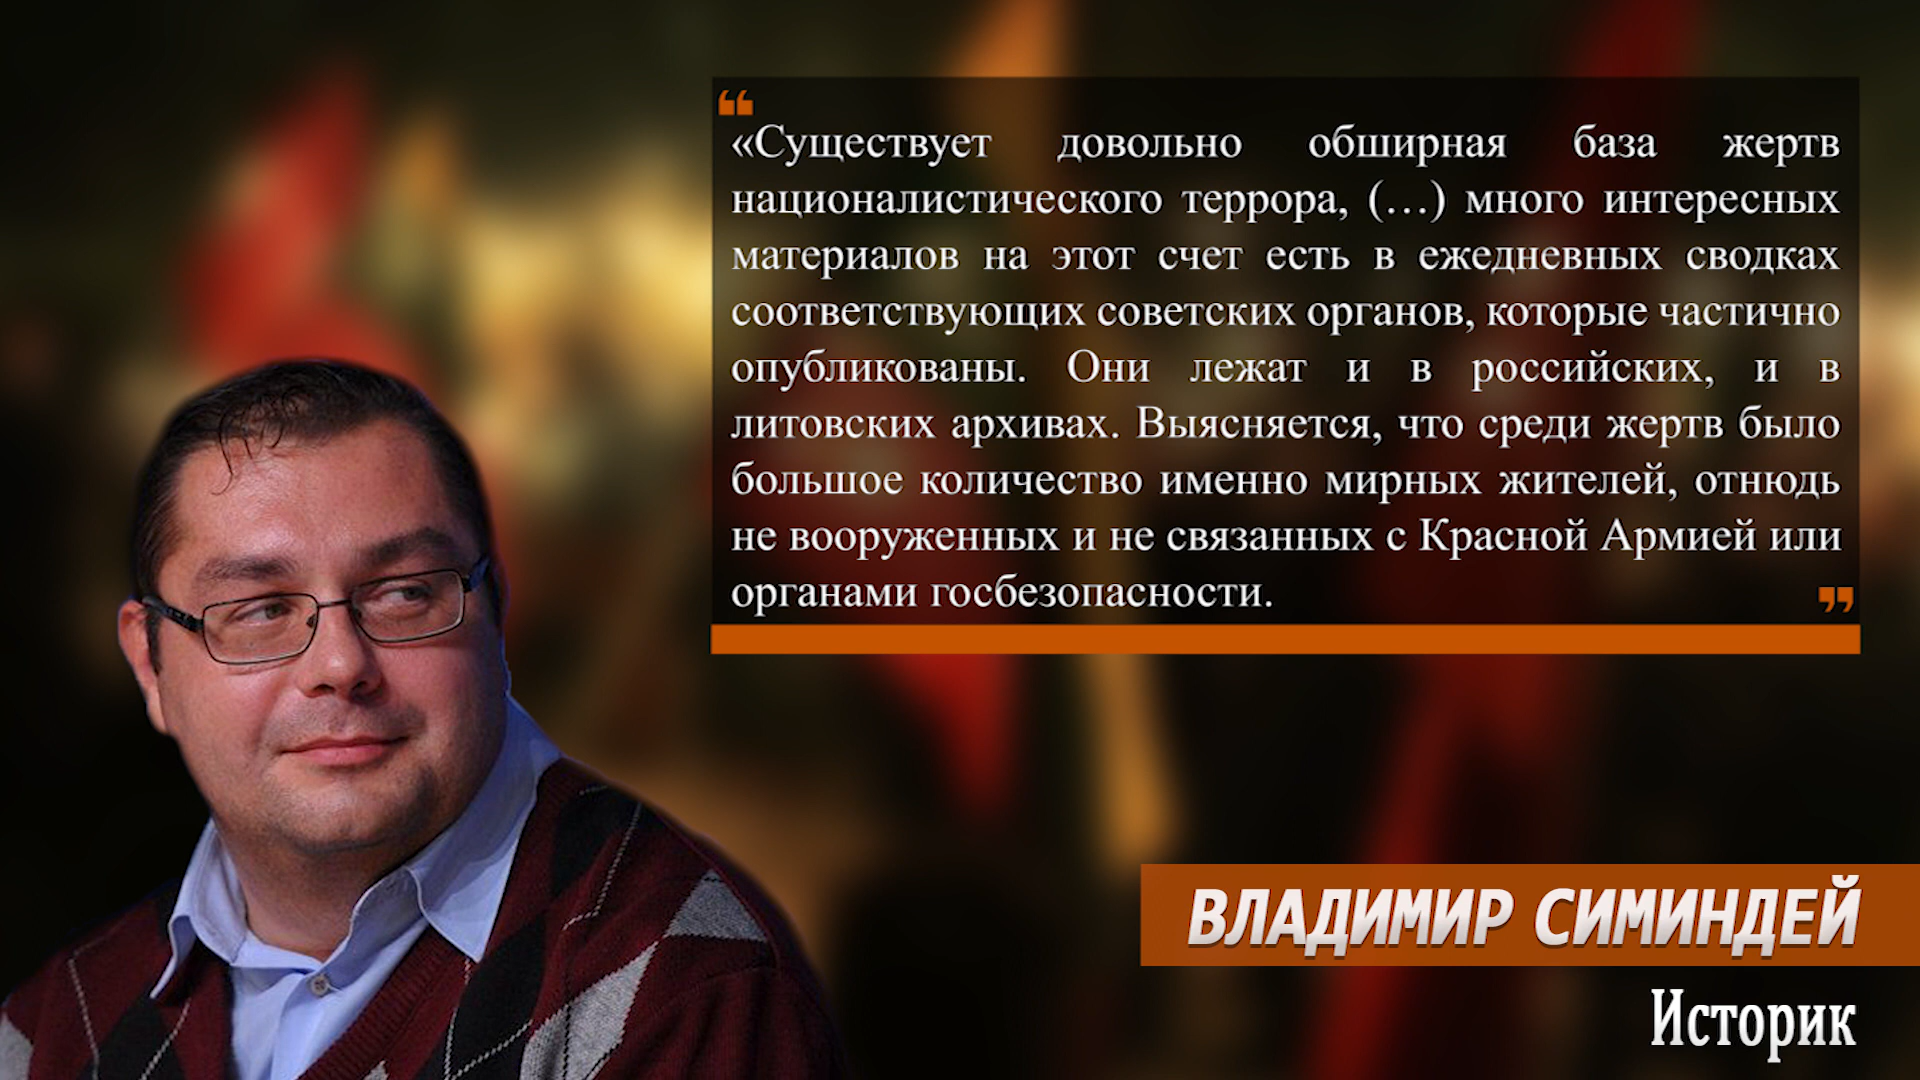 «Существует довольно обширная база жертв
националистического террора, (…) много интересных
материалов на этот счет есть в ежедневных сводках
соответствующих советских органов, которые частично
опубликованы. Они лежат и в российских, и в
литовских архивах. Выясняется, что среди жертв было
большое количество именно мирных жителей, отнюдь
не вооруженных и не связанных с Красной Армией или
органами госбезопасности.
ВЛАДИМИР СИМИНДЕЙ
Историк